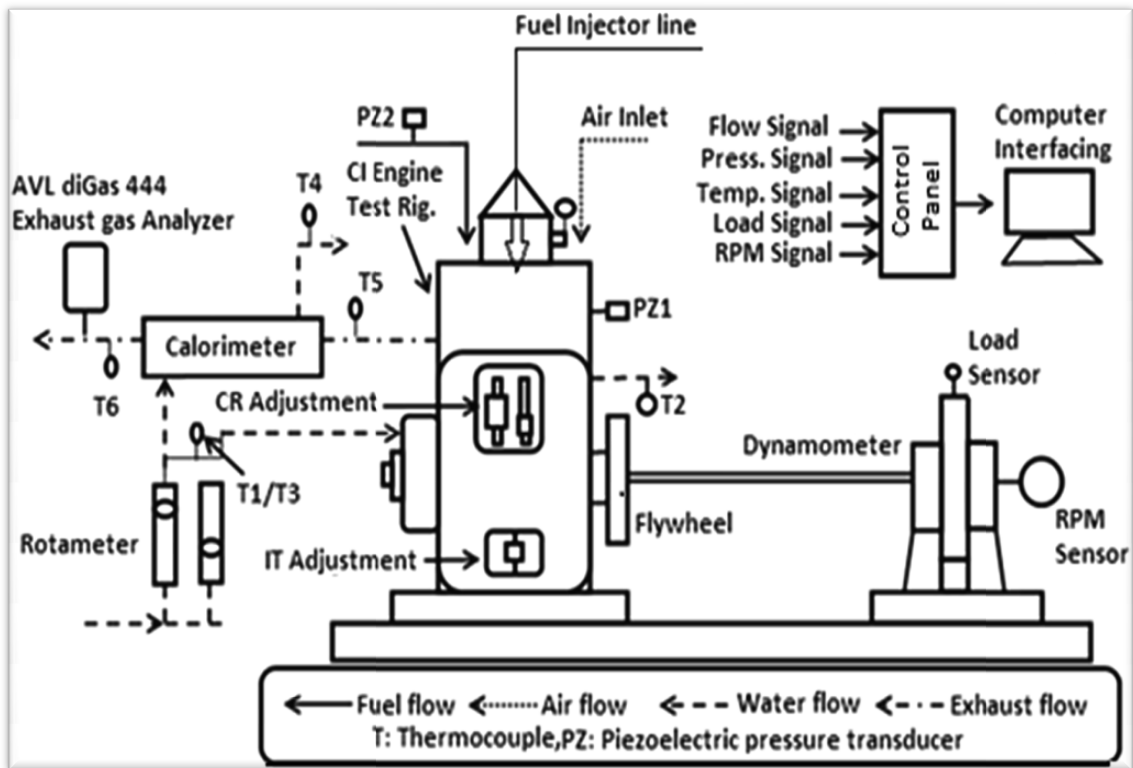 Fuel Injector line
PZ2
Air Inlet
CI Engine
Test Rig.
AVL diGas 444
Exhaust gas Analyzer
T4
T5
Calorimeter
T6
CR Adjustment
T1/T3
Rotameter
IT Adjustment
PZ1
T2
Flywheel
Dynamometer
Load
Sensor
RPM
Sensor
Flow Signal
Press. Signal
Temp. Signal
Load Signal
RPM Signal
Control
Panel
Computer
Interfacing
Fuel flow
Air flow
Water flow
Exhaust flow
T: Thermocouple,PZ: Piezoelectric pressure transducer